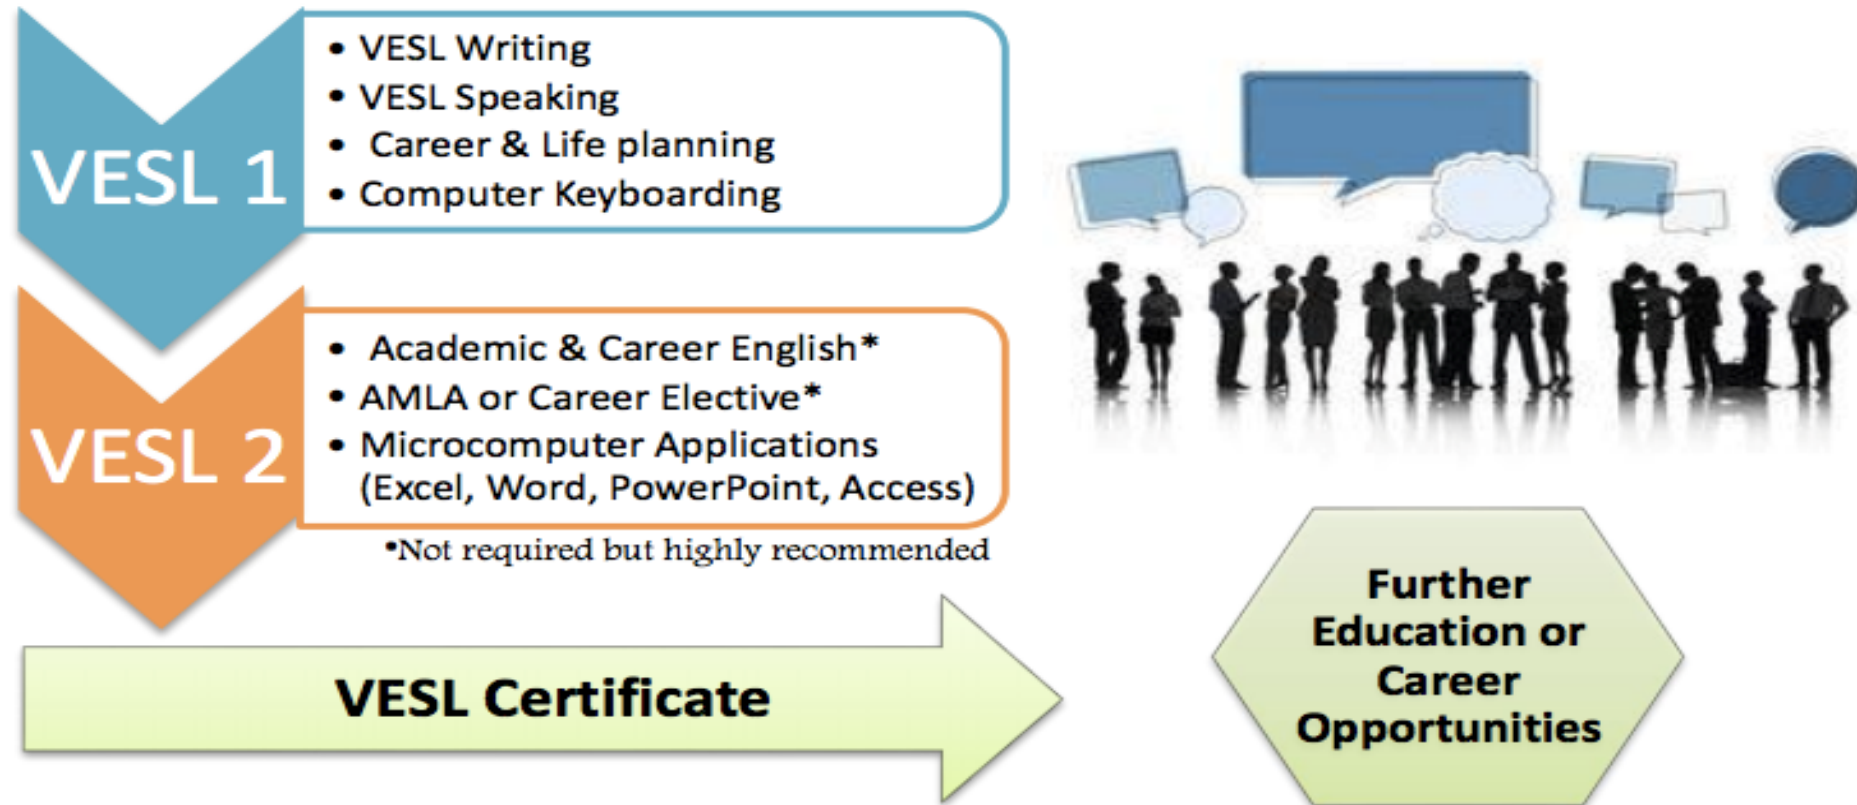 VESL 1
• VESL Writing
• VESL Speaking
• Career & Life planning
• Computer Keyboarding
VESL 2
• Academic & Career English*
• AMLA or Career Elective*
• Microcomputer Applications
(Excel, Word, PowerPoint, Access)
*Not required but highly recommended
VESL Certificate
Further
Education or
Career
Opportunities